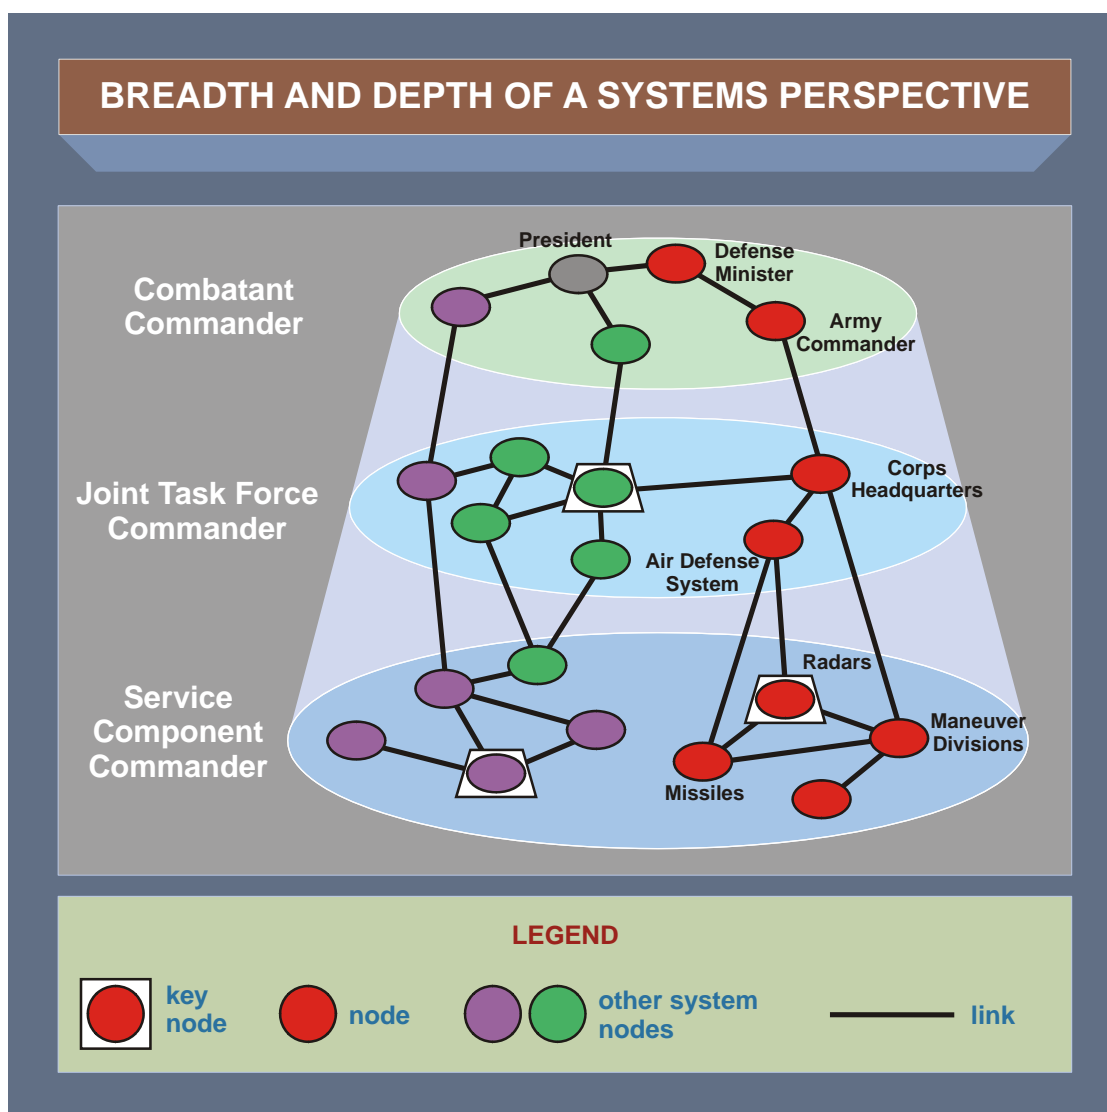 BREADTH AND DEPTH OF A SYSTEMS PERSPECTIVE
Combatant
Commander
President
Defense
Minister
Army
Commander
Joint Task Force
Commander
Corps
Headquarters
Air Defense
System
Service
Component
Commander
Radars
Maneuver
Divisions
Missiles
LEGEND
key
node
node
other system
nodes
link